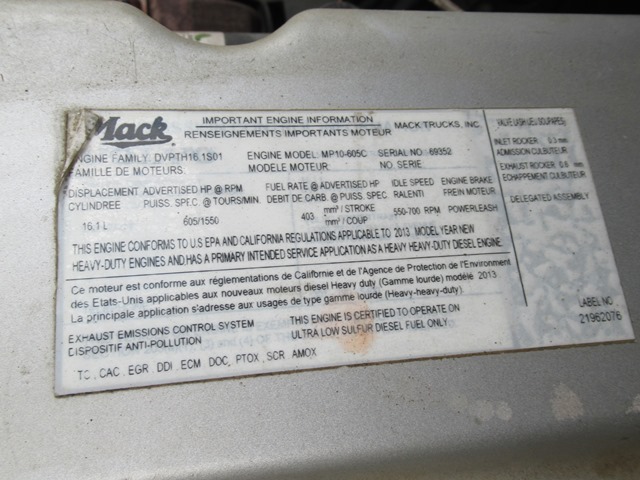 Mack
IMPORTANT ENGINE INFORMATION
RENSEIGNEMENTS IMPORTANTS MOTEUR
MACK TRUCKS, INC.
ENGINE FAMILY: DVPTH16.1S01
FAMILLE DE MOTEURS:
ENGINE MODEL: MP10-605C
MODELE MOTEUR:
SERIAL NO: 69352
NO. SERIE:
DISPLACEMENT ADVERTISED HP @ RPM FUEL RATE @ ADVERTISED HP IDLE SPEED ENGINE BRAKE
CYLINDREE PUISS. SPEC. @ TOURS/MIN. DEBIT DE CARB. @ PUISS. SPEC RALENTI FREIN MOTEUR
16.1 L 605/1550 403 mm³ / STROKE mm³ / COUP 550-700 RPM POWERLEASH
THIS ENGINE CONFORMS TO U.S EPA AND CALIFORNIA REGULATIONS APPLICABLE TO 2013 MODEL YEAR NEW
HEAVY-DUTY ENGINES AND HAS A PRIMARY INTENDED SERVICE APPLICATION AS A HEAVY HEAVY-DUTY DIESEL ENGINE.
Ce moteur est conforme aux réglementations de Californie et de l'Agence de Protection de l'Environment
des Etats-Unis applicables aux nouveaux moteurs diesel Heavy duty (Gamme lourde) modèle 2013.
La principale application s'adresse aux usages de type gamme lourde (Heavy-heavy-duty).
EXHAUST EMISSIONS CONTROL SYSTEM
DISPOSITIF ANTI-POLLUTION
THIS ENGINE IS CERTIFIED TO OPERATE ON
ULTRA LOW SULFUR DIESEL FUEL ONLY
TC, CAC, EGR, DDI, ECM, DOC, PTOX, SCR, AMOX
VALVE LASH (JEU SOUPAPES)
INLET ROCKER 0.3 mm
ADMISSION CULBUTEUR
EXHAUST ROCKER 0.6 mm
ECHAPPEMENT CULBUTEUR
DELEGATED ASSEMBLY
LABEL NO
21962076